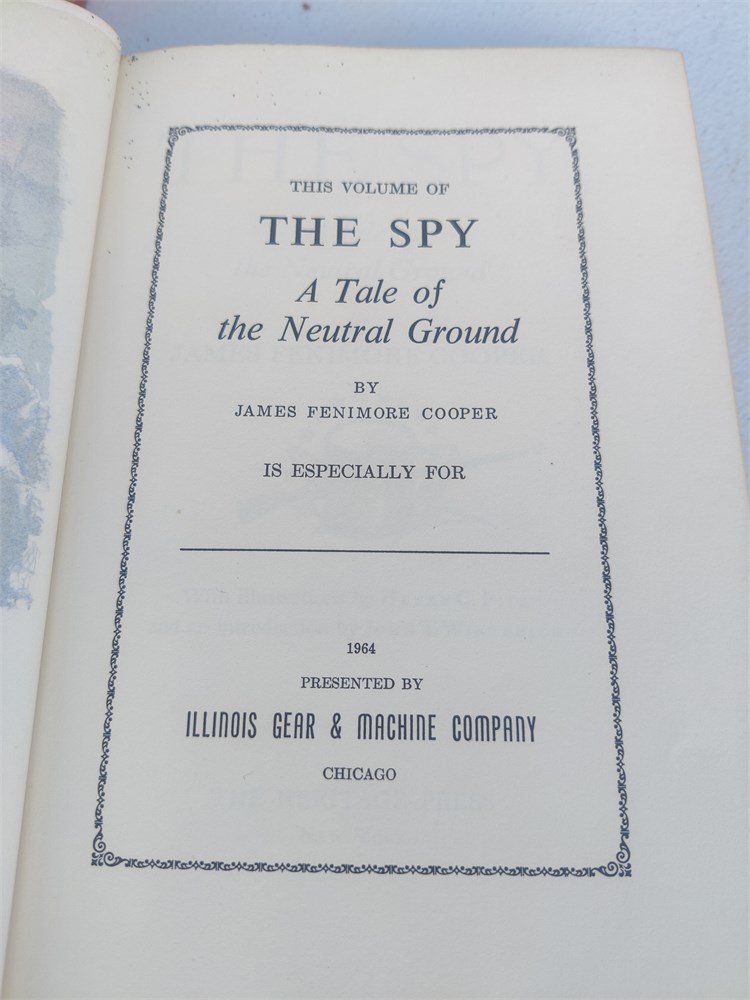 THIS VOLUME OF
THE SPY
A Tale of
the Neutral Ground
BY
JAMES FENIMORE COOPER
IS ESPECIALLY FOR
1964
PRESENTED BY
ILLINOIS GEAR & MACHINE COMPANY
CHICAGO